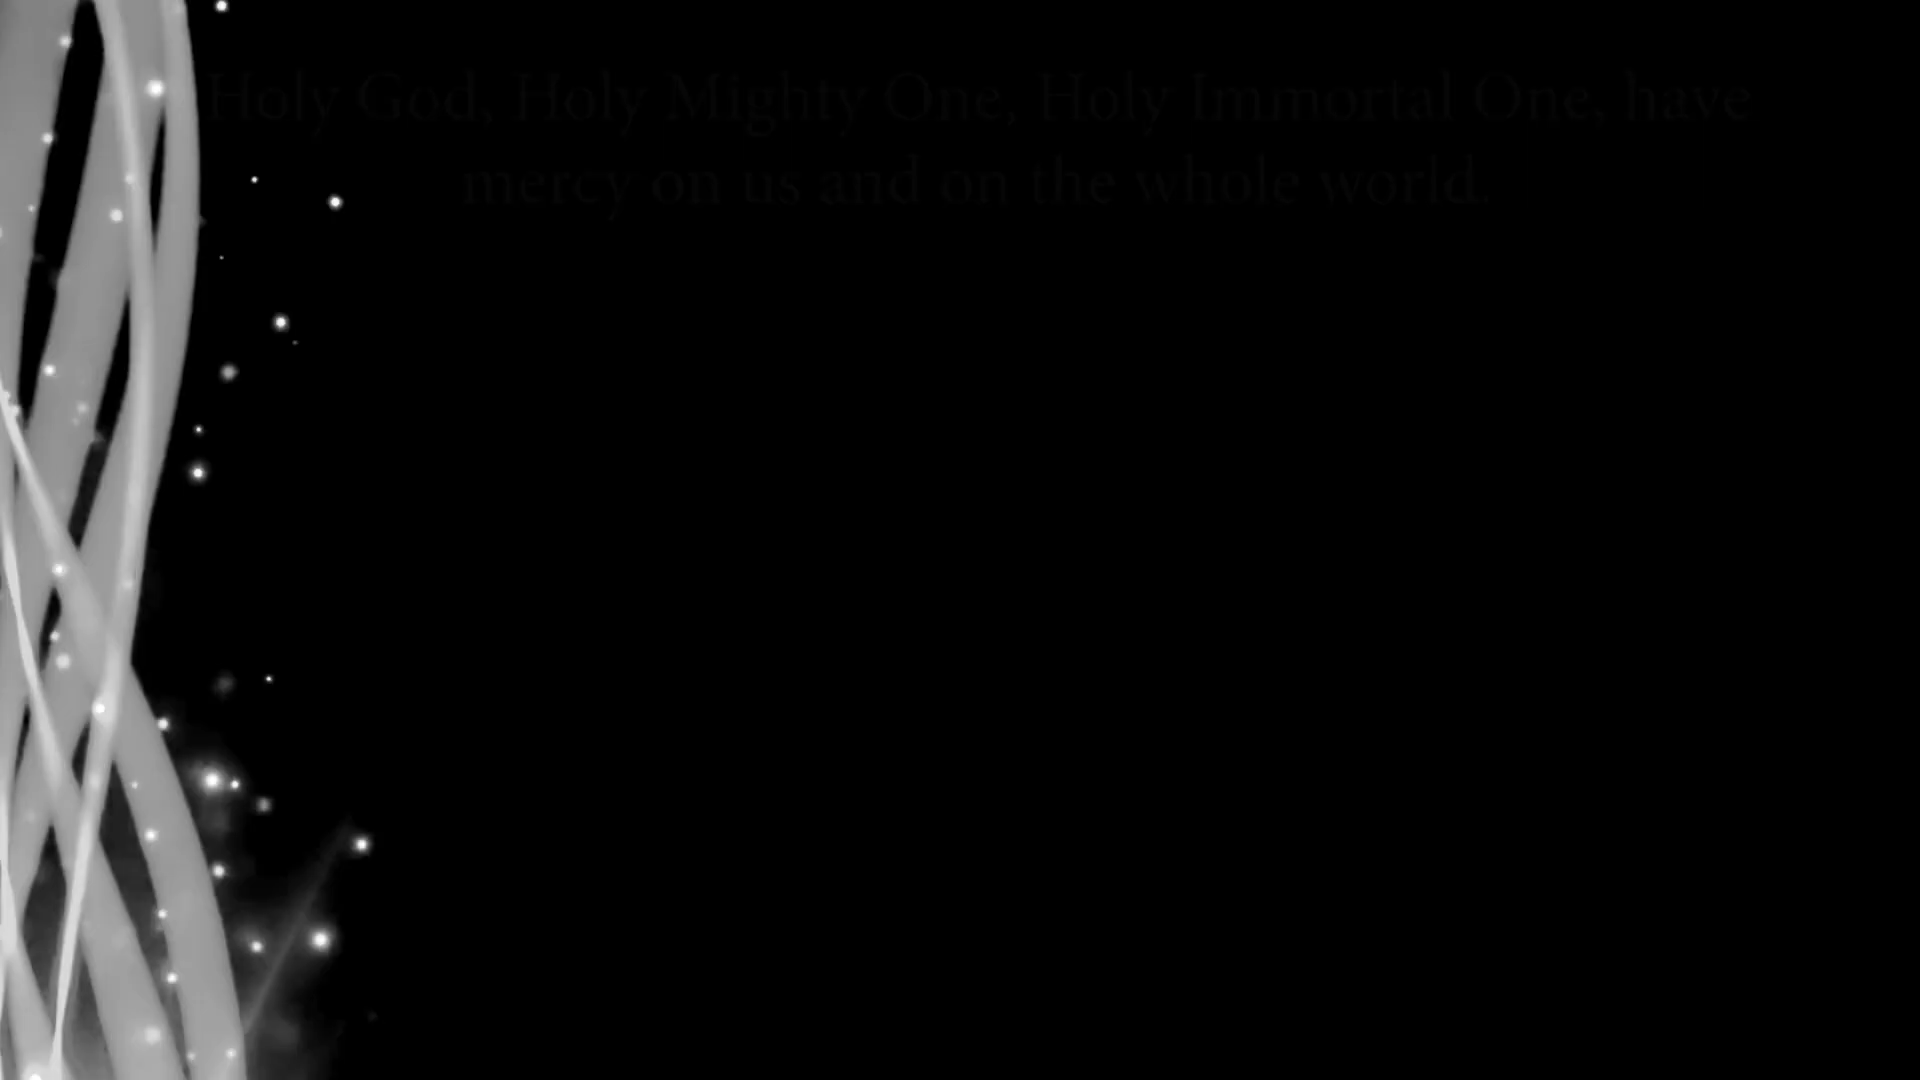 Holy God, Holy Mighty One, Holy Immortal One, have
mercy on us and on the whole world.